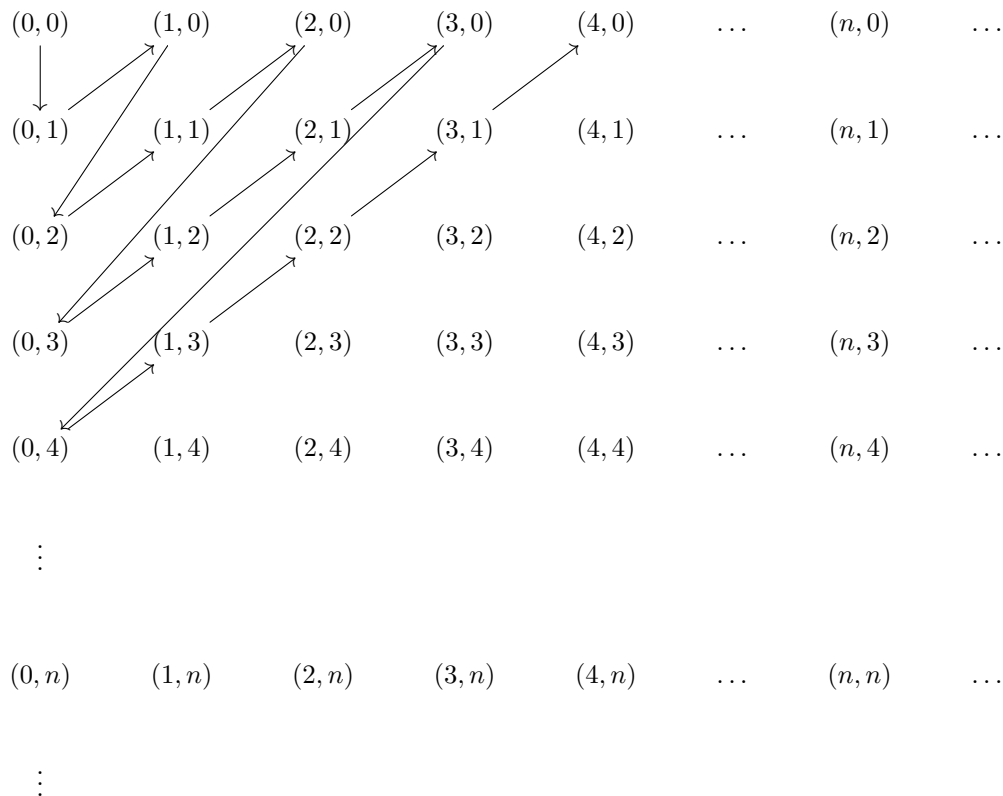 (0, 0) (1, 0) (2, 0) (3, 0) (4, 0) … (n, 0) …
(0, 1) (1, 1) (2, 1) (3, 1) (4, 1) … (n, 1) …
(0, 2) (1, 2) (2, 2) (3, 2) (4, 2) … (n, 2) …
(0, 3) (1, 3) (2, 3) (3, 3) (4, 3) … (n, 3) …
(0, 4) (1, 4) (2, 4) (3, 4) (4, 4) … (n, 4) …
⋮
(0, n) (1, n) (2, n) (3, n) (4, n) … (n, n) …
⋮